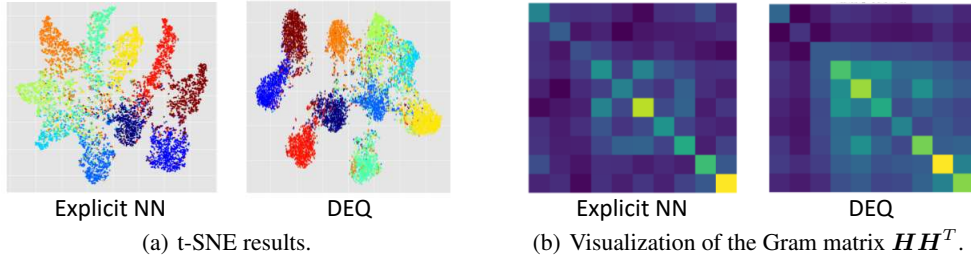 Explicit NN DEQ Explicit NN DEQ
(a) t-SNE results. (b) Visualization of the Gram matrix HH^T.